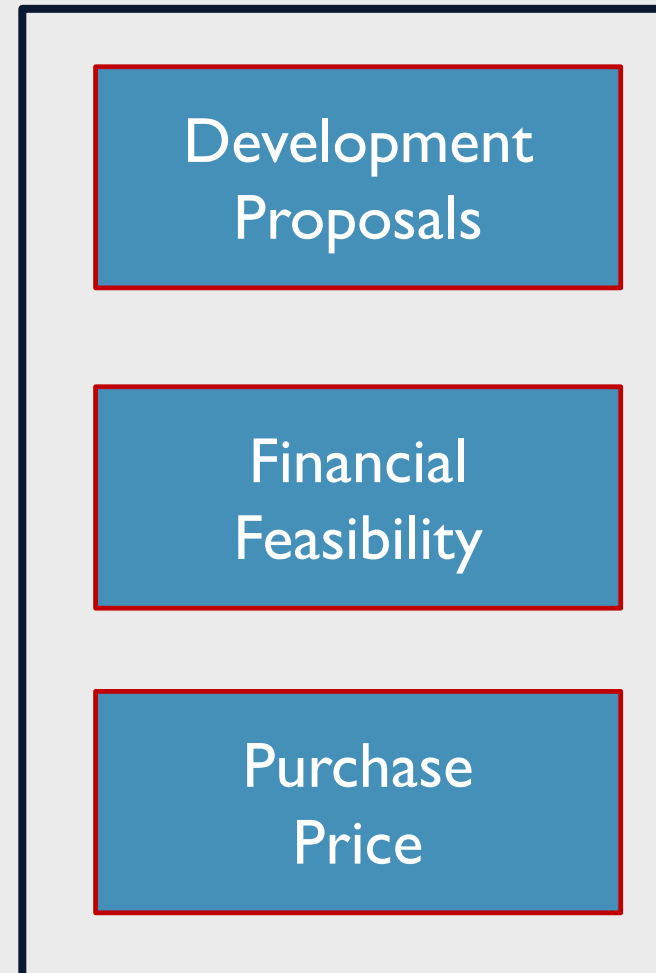 Development
Proposals
Financial
Feasibility
Purchase
Price